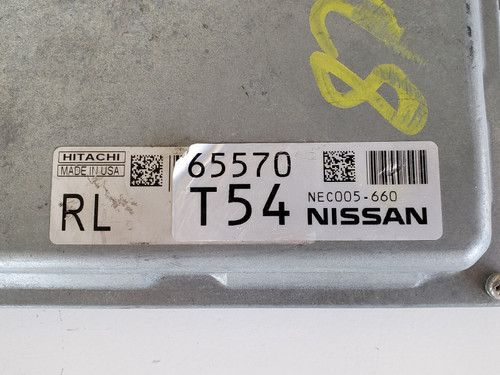 HITACHI
MADE IN USA
RL
65570
T54
NEC005-660
NISSAN